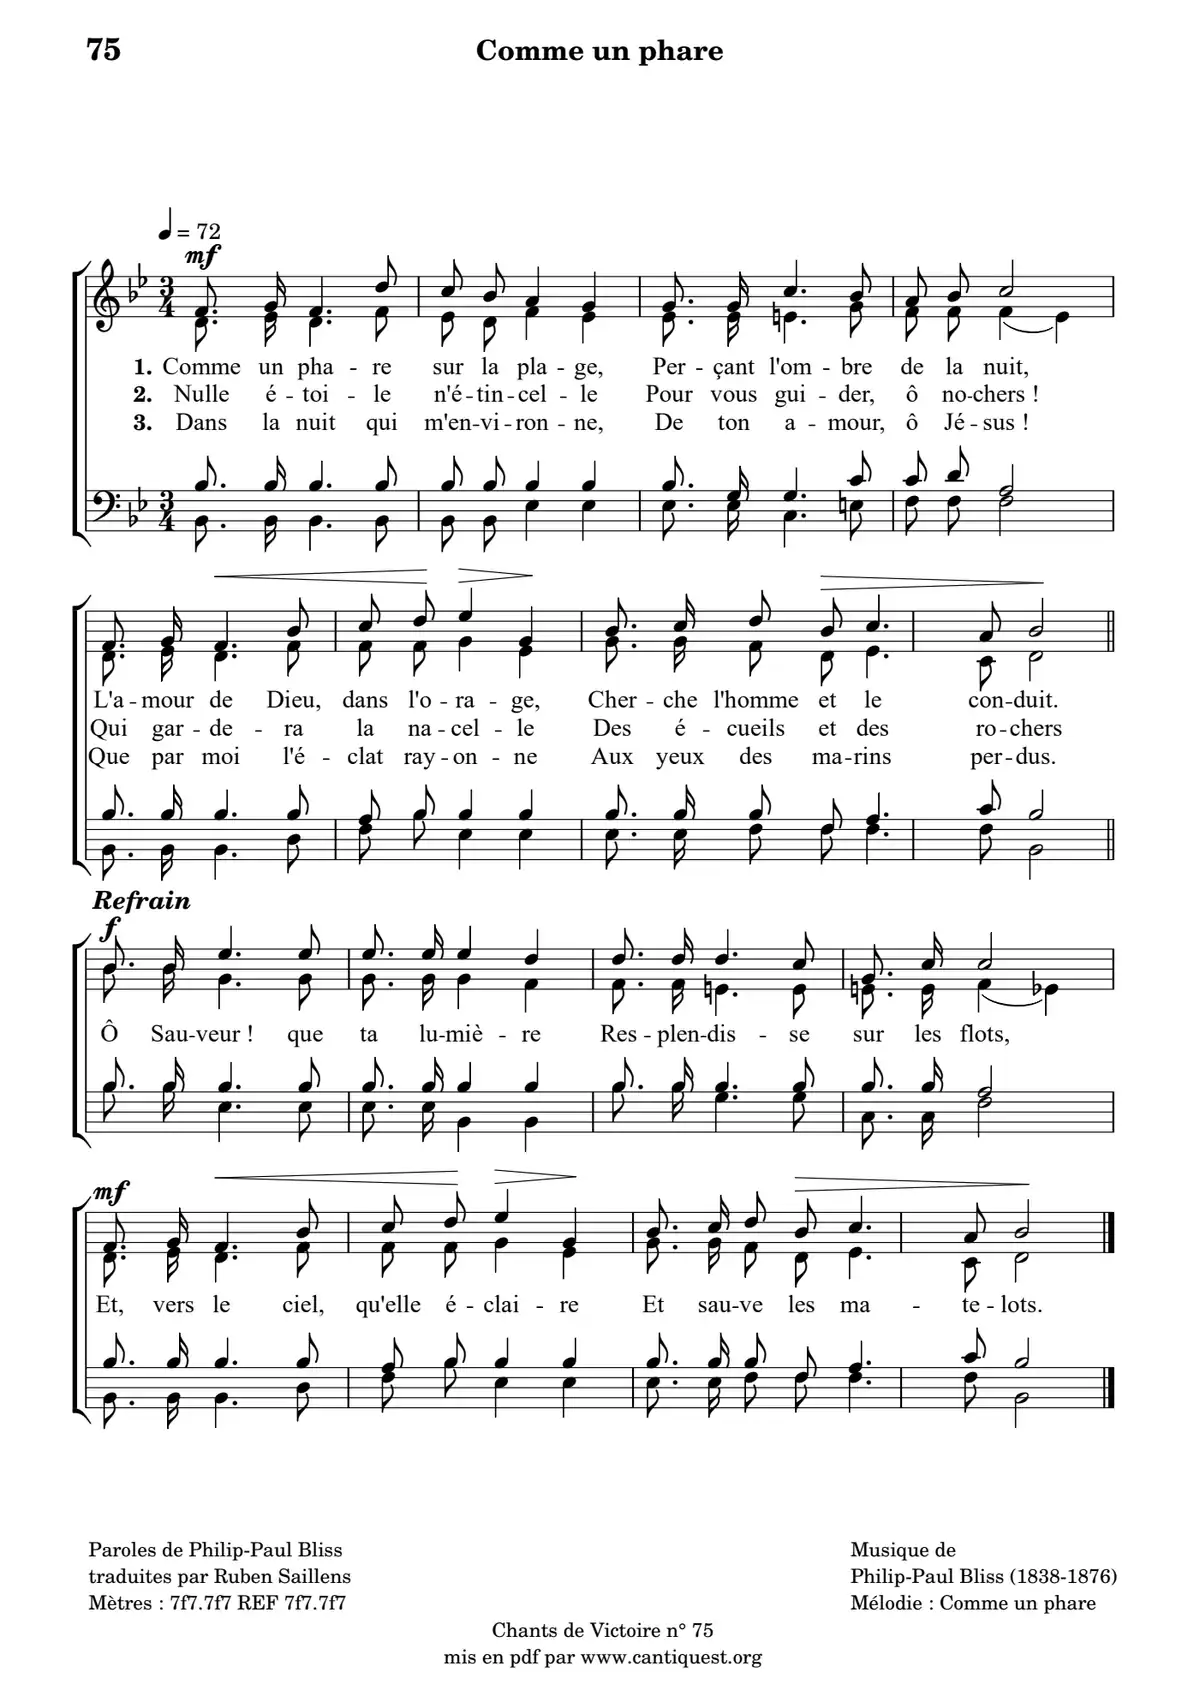 75
Comme un phare
= 72
mf
1. Comme un pha - re sur la pla - ge, Per - çant l'om - bre de la nuit,
2. Nulle é - toi - le n'é - tin - cel - le Pour vous gui - der, ô no - chers !
3. Dans la nuit qui m'en - vi - ron - ne, De ton a - mour, ô Jé - sus !
L'a - mour de Dieu, dans l'o - ra - ge, Cher - che l'homme et le con - duit.
Qui gar - de - ra la na - cel - le Des é - cueils et des ro - chers
Que par moi l'é - clat ray - on - ne Aux yeux des ma - rins per - dus.
Refrain
f
Ô Sau - veur ! que ta lu - miè - re Res - plen - dis - se sur les flots,
mf
Et, vers le ciel, qu'elle é - clai - re Et sau - ve les ma - te - lots.
Paroles de Philip-Paul Bliss
traduites par Ruben Saillens
Mètres : 7f7.7f7 REF 7f7.7f7
Musique de
Philip-Paul Bliss (1838-1876)
Mélodie : Comme un phare
Chants de Victoire n° 75
mis en pdf par www.cantiquest.org